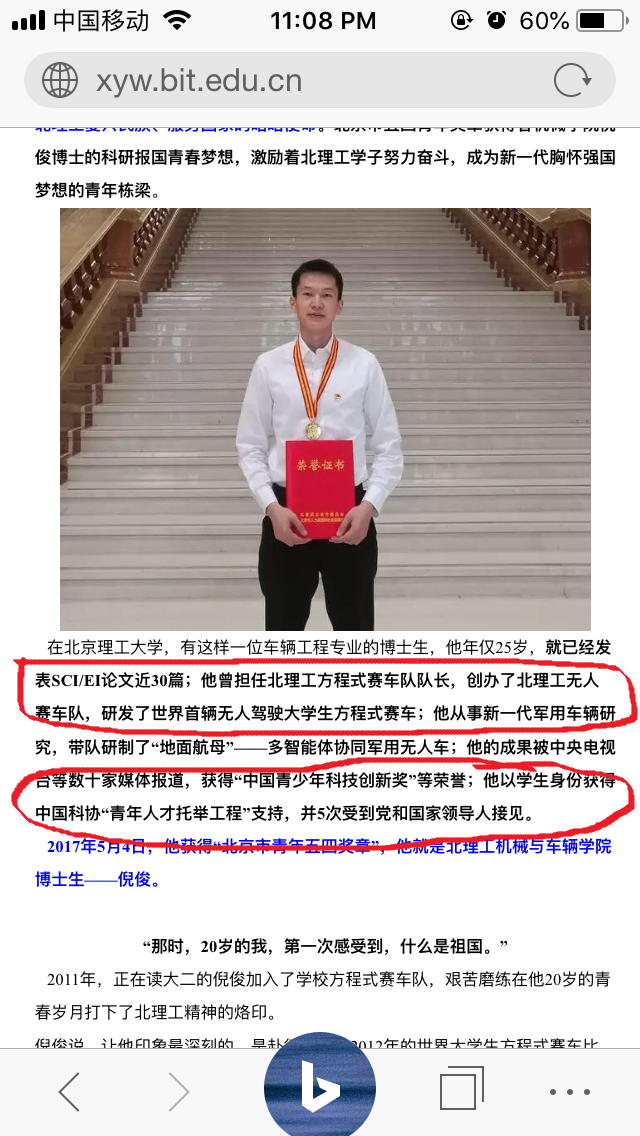 中国移动
11:08 PM
60%
xyw.bit.edu.cn
俊博士的科研报国青春梦想，激励着北理工学子努力奋斗，成为新一代胸怀强国
梦想的青年栋梁。
荣誉证书
在北京理工大学，有这样一位车辆工程专业的博士生，他年仅25岁，就已经发
表SCI/EI论文近30篇；他曾担任北理工方程式赛车队队长，创办了北理工无人
赛车队，研发了世界首辆无人驾驶大学生方程式赛车；他从事新一代军用车辆研
究，带队研制了“地面航母”——多智能体协同军用无人车；他的成果被中央电视
台等数十家媒体报道，获得“中国青少年科技创新奖”等荣誉；他以学生身份获得
中国科协“青年人才托举工程”支持，并5次受到党和国家领导人接见。
2017年5月4日，他获得“北京市青年五四奖章”，他就是北理工机械与车辆学院
博士生——倪俊。
“那时，20岁的我，第一次感受到，什么是祖国。”
2011年，正在读大二的倪俊加入了学校方程式赛车队，艰苦磨练在他20岁的青
春岁月打下了北理工精神的烙印。
倪俊说，让他印象最深刻的，是赴 2012年的世界大学生方程式赛车比